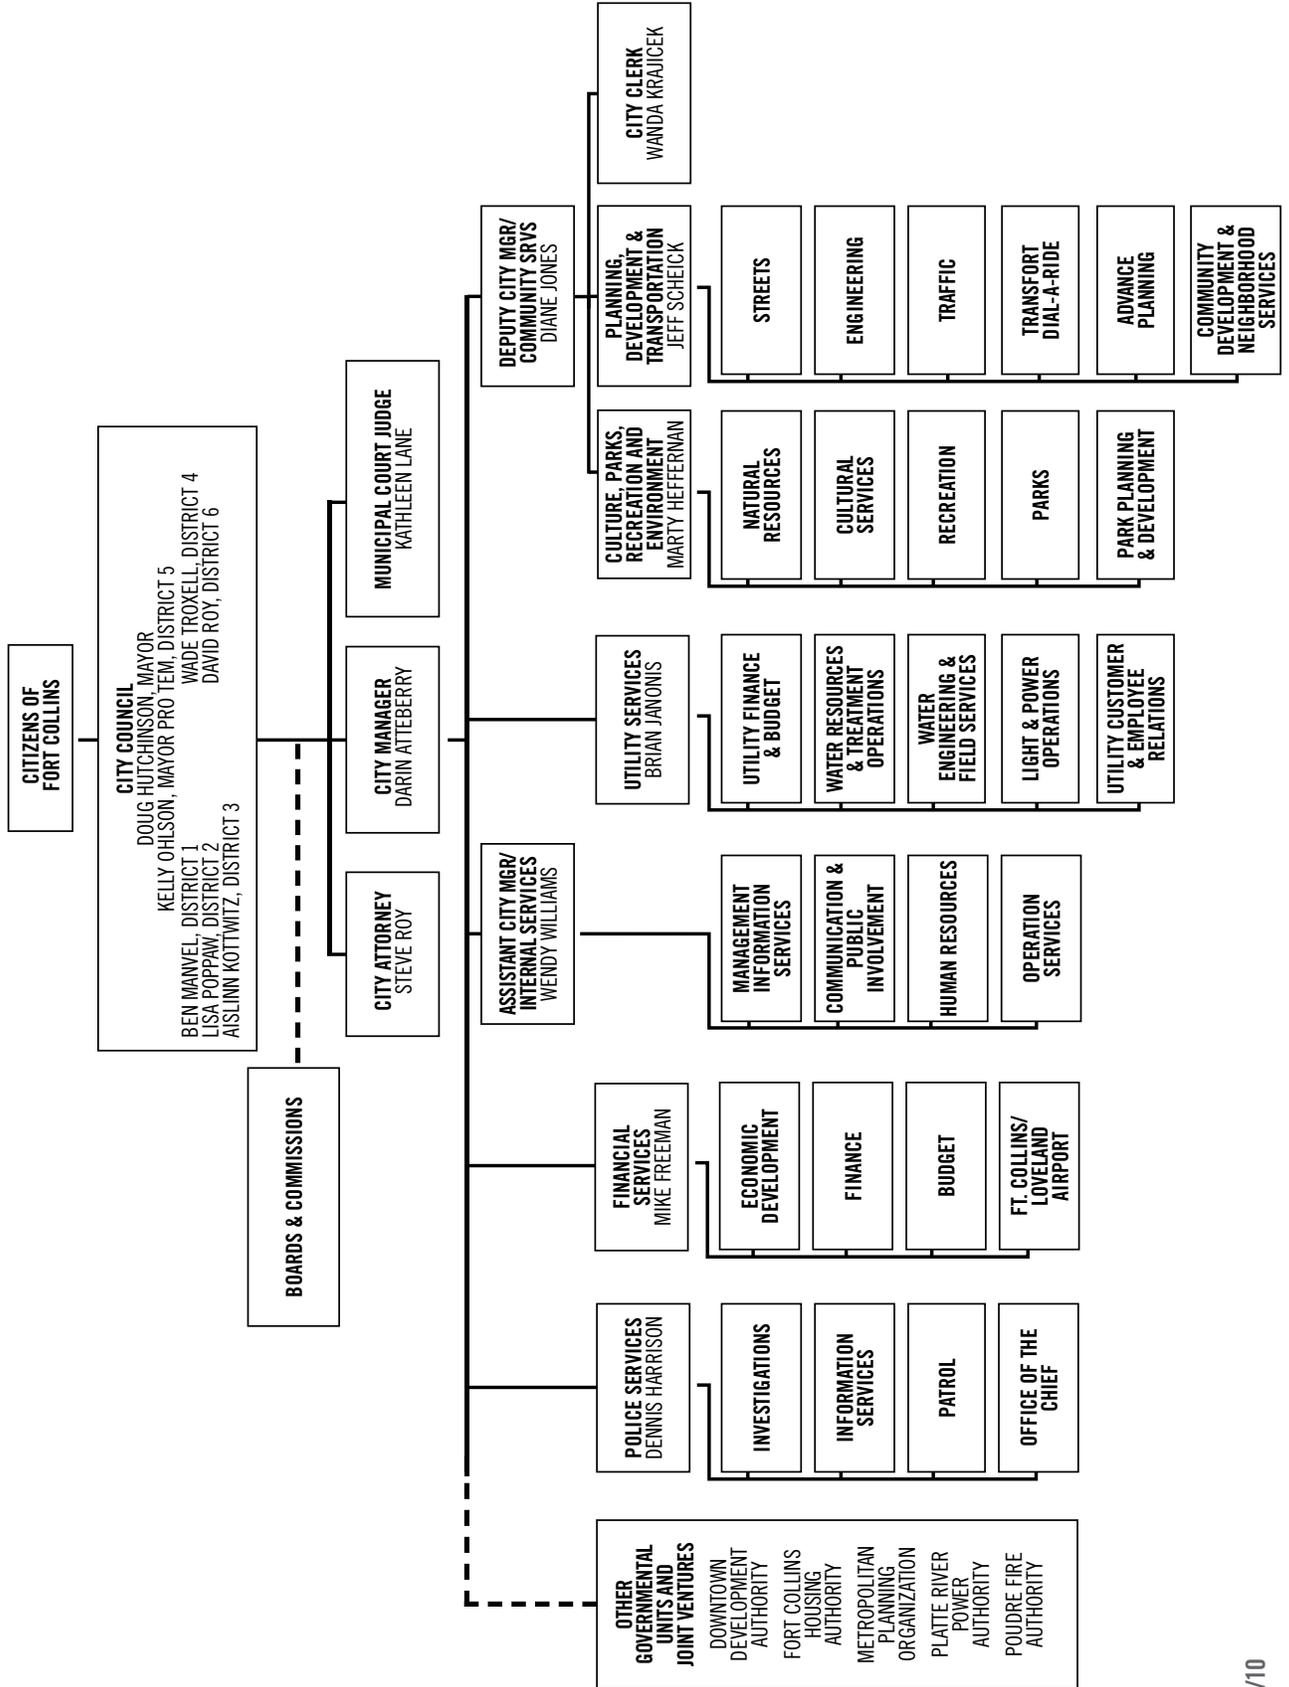 CITIZENS OF
FORT COLLINS
CITY COUNCIL
DOUG HUTCHINSON, MAYOR
KELLY OHLSON, MAYOR PRO TEM, DISTRICT 5
BEN MANVEL, DISTRICT 1
WADE TROXELL, DISTRICT 4
LISA POPPAW, DISTRICT 2
DAVID ROY, DISTRICT 6
AISLINN KOTTWITZ, DISTRICT 3
BOARDS & COMMISSIONS
CITY ATTORNEY
STEVE ROY
CITY MANAGER
DARIN ATTEBERRY
MUNICIPAL COURT JUDGE
KATHLEEN LANE
ASSISTANT CITY MGR/
INTERNAL SERVICES
WENDY WILLIAMS
DEPUTY CITY MGR/
COMMUNITY SRVS
DIANE JONES
OTHER
GOVERNMENTAL
UNITS AND
JOINT VENTURES
DOWNTOWN
DEVELOPMENT
AUTHORITY
FORT COLLINS
HOUSING
AUTHORITY
METROPOLITAN
PLANNING
ORGANIZATION
PLATTE RIVER
POWER
AUTHORITY
POUDRE FIRE
AUTHORITY
POLICE SERVICES
DENNIS HARRISON
INVESTIGATIONS
INFORMATION
SERVICES
PATROL
OFFICE OF THE
CHIEF
FINANCIAL
SERVICES
MIKE FREEMAN
ECONOMIC
DEVELOPMENT
FINANCE
BUDGET
FT. COLLINS/
LOVELAND
AIRPORT
MANAGEMENT
INFORMATION
SERVICES
COMMUNICATION &
PUBLIC
INVOLVEMENT
HUMAN RESOURCES
OPERATION
SERVICES
UTILITY SERVICES
BRIAN JANONIS
UTILITY FINANCE
& BUDGET
WATER RESOURCES
& TREATMENT
OPERATIONS
WATER
ENGINEERING &
FIELD SERVICES
LIGHT & POWER
OPERATIONS
UTILITY CUSTOMER
& EMPLOYEE
RELATIONS
CULTURE, PARKS,
RECREATION AND
ENVIRONMENT
MARTY HEFFERNAN
NATURAL
RESOURCES
CULTURAL
SERVICES
RECREATION
PARKS
PARK PLANNING
& DEVELOPMENT
PLANNING,
DEVELOPMENT &
TRANSPORTATION
JEFF SCHEICK
STREETS
ENGINEERING
TRAFFIC
TRANSFORT
DIAL-A-RIDE
ADVANCE
PLANNING
COMMUNITY
DEVELOPMENT &
NEIGHBORHOOD
SERVICES
CITY CLERK
WANDA KRAJICEK
/10